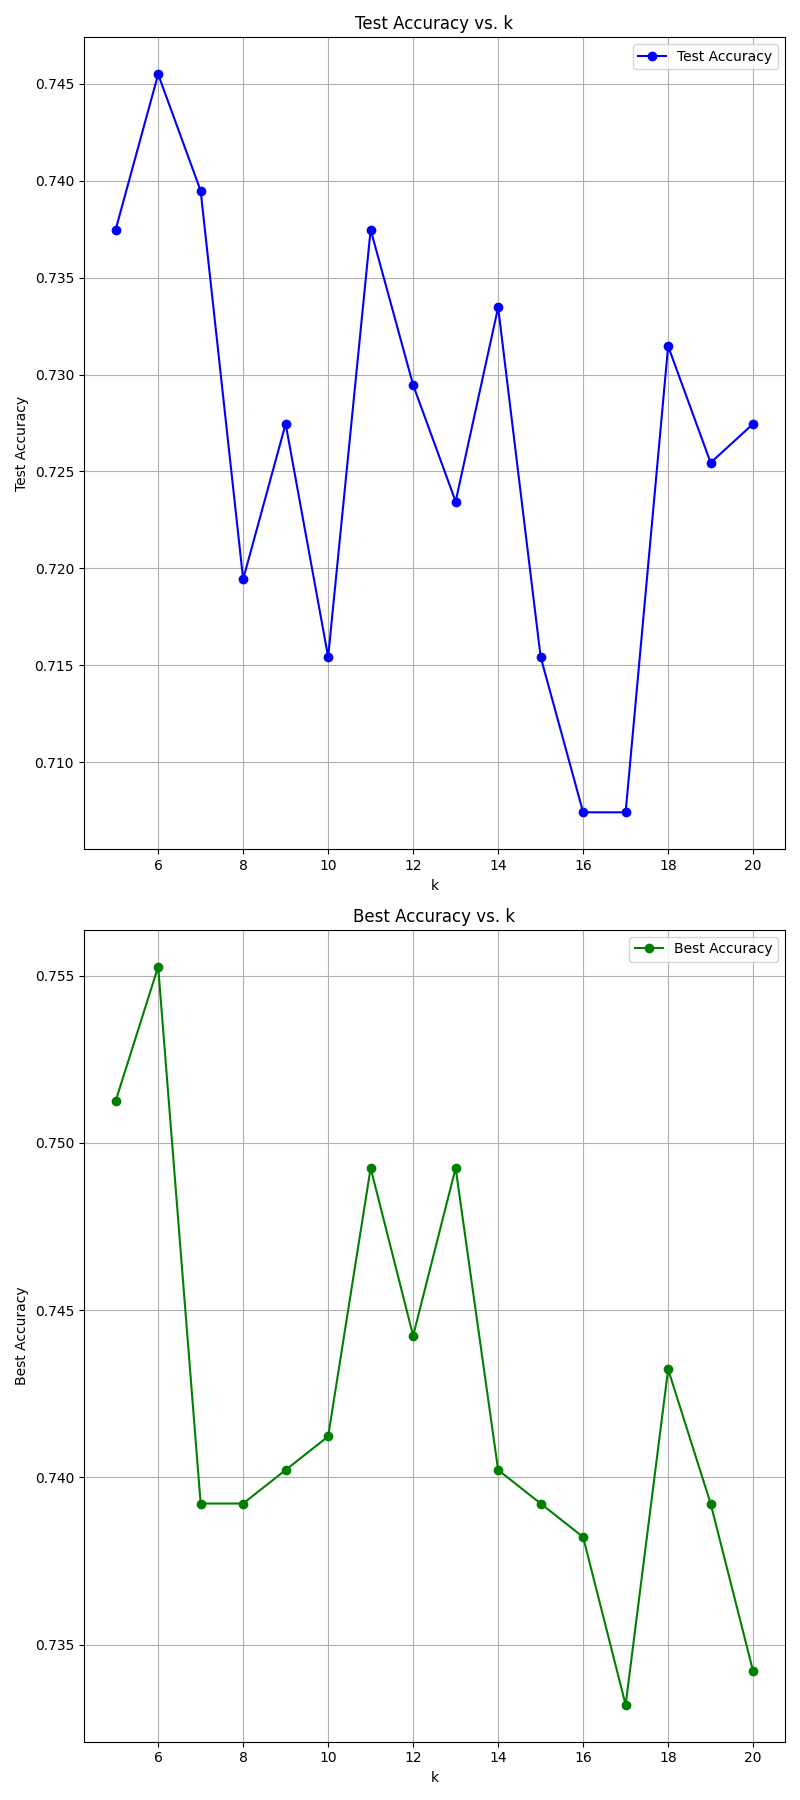 Test Accuracy vs. k
Test Accuracy
0.745
0.740
0.735
0.730
0.725
0.720
0.715
0.710
Test Accuracy
6 8 10 12 14 16 18 20
k
Best Accuracy vs. k
Best Accuracy
0.755
0.750
0.745
0.740
0.735
Best Accuracy
6 8 10 12 14 16 18 20
k